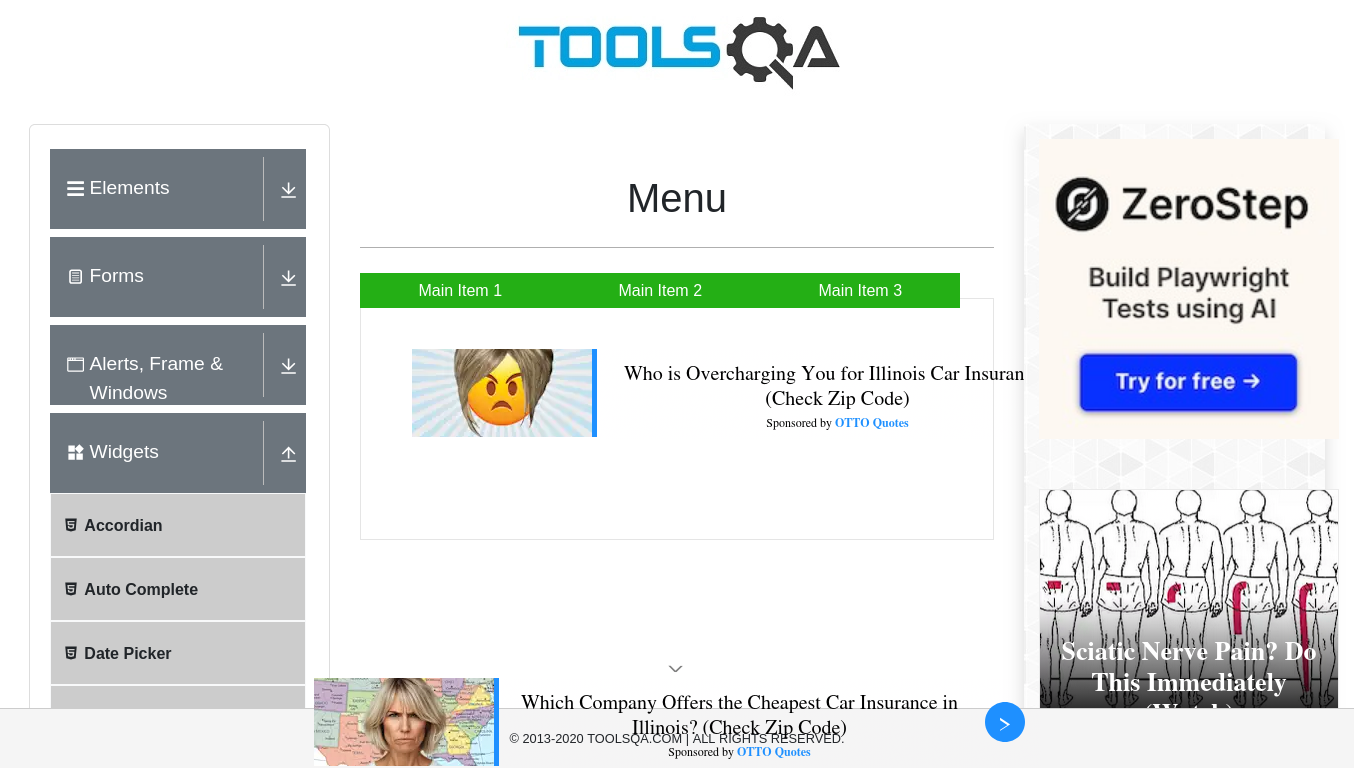 TOOLSQA
Elements
Forms
Alerts, Frame &
Windows
Widgets
Accordian
Auto Complete
Date Picker
Menu
Main Item 1
Main Item 2
Main Item 3
Who is Overcharging You for Illinois Car Insuran
(Check Zip Code)
Sponsored by OTTO Quotes
ZeroStep
Build Playwright
Tests using AI
Try for free →
Sciatic Nerve Pain? Do
This Immediately
Which Company Offers the Cheapest Car Insurance in
Illinois? (Check Zip Code)
© 2013-2020 TOOLSQA.COM | ALL RIGHTS RESERVED.
Sponsored by OTTO Quotes